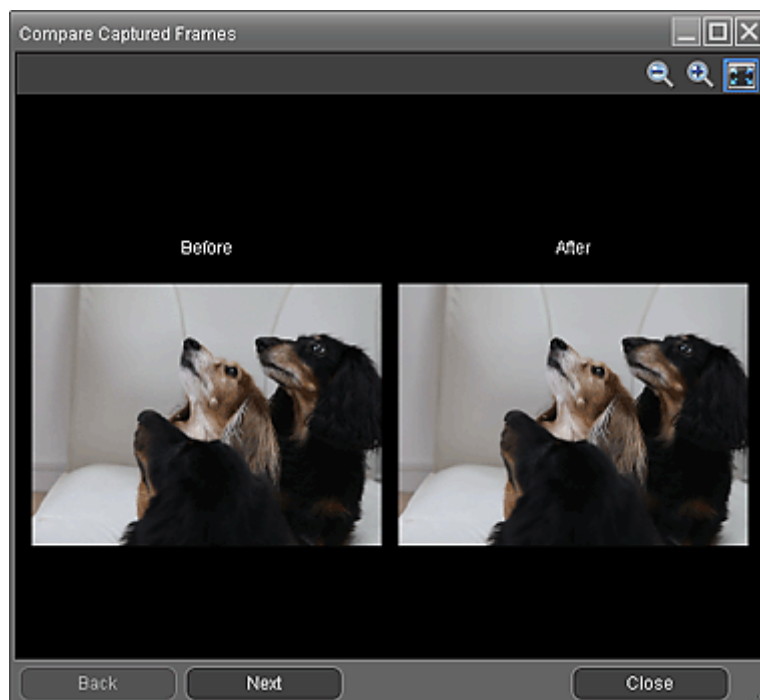 Compare Captured Frames
Before
After
Back
Next
Close